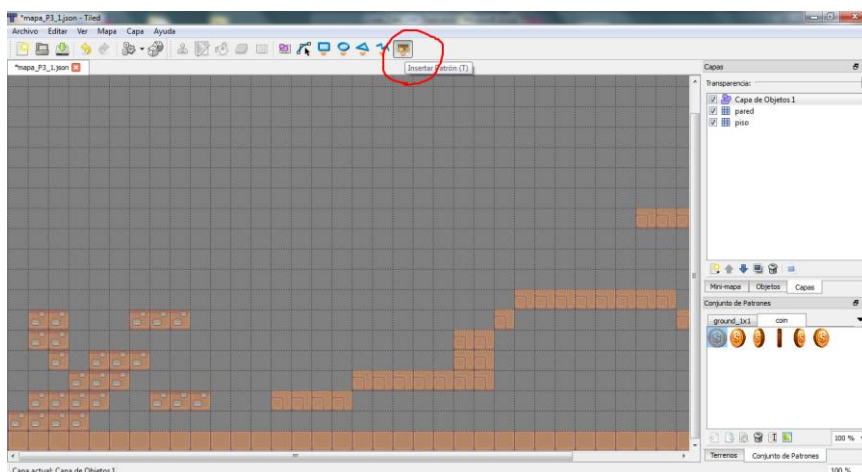 *mapa_P3_1.json - Tiled
Archivo Editar Ver Mapa Capa Ayuda
*mapa_P3_1.json
Insertar Patrón (T)
Capas
Transparencia:
Capa de Objetos 1
pared
piso
Mini-mapa Objetos Capas
Conjunto de Patrones
ground_1x1 coin
100 %
Terrenos Conjunto de Patrones
Capa actual: Capa de Objetos 1
100 %